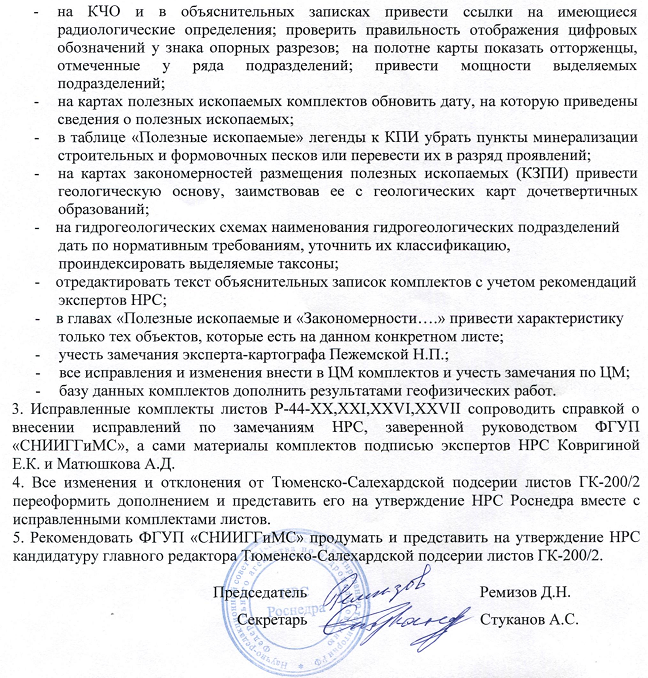 - на КЧО и в объяснительных записках привести ссылки на имеющиеся
радиологические определения; проверить правильность отображения цифровых
обозначений у знака опорных разрезов; на полотне карты показать отторженцы,
отмеченные у ряда подразделений; привести мощности выделяемых
подразделений;
- на картах полезных ископаемых комплектов обновить дату, на которую приведены
сведения о полезных ископаемых;
- в таблице «Полезные ископаемые» легенды к КПИ убрать пункты минерализации
строительных и формовочных песков или перевести их в разряд проявлений;
- на картах закономерностей размещения полезных ископаемых (КЗПИ) привести
геологическую основу, заимствовав ее с геологических карт дочетвертичных
образований;
- на гидрогеологических схемах наименования гидрогеологических подразделений
дать по нормативным требованиям, уточнить их классификацию,
проиндексировать выделяемые таксоны;
- отредактировать текст объяснительных записок комплектов с учетом рекомендаций
экспертов НРС;
- в главах «Полезные ископаемые и «Закономерности….» привести характеристику
только тех объектов, которые есть на данном конкретном листе;
- учесть замечания эксперта-картографа Пежемской Н.П.;
- все исправления и изменения внести в ЦМ комплектов и учесть замечания по ЦМ;
- базу данных комплектов дополнить результатами геофизических работ.
3. Исправленные комплекты листов Р-44-XX,XXI,XXVI,XXVII сопроводить справкой о
внесении исправлений по замечаниям НРС, заверенной руководством ФГУП
«СНИИГГиМС», а сами материалы комплектов подписью экспертов НРС Ковригиной
Е.К. и Матюшкова А.Д.
4. Все изменения и отклонения от Тюменско-Салехардской подсерии листов ГК-200/2
переоформить дополнением и представить его на утверждение НРС Роснедра вместе с
исправленными комплектами листов.
5. Рекомендовать ФГУП «СНИИГГиМС» продумать и представить на утверждение НРС
кандидатуру главного редактора Тюменско-Салехардской подсерии листов ГК-200/2.
Председатель Ремизов Ремизов Д.Н.
Секретарь Стуканов А.С.
НРС
Роснедра